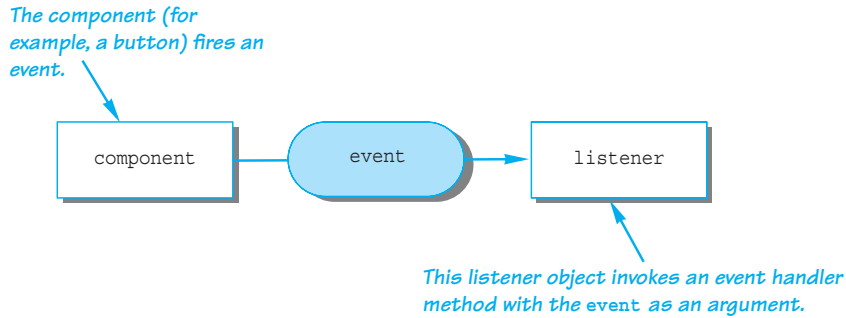 The component (for
example, a button) fires an
event.
component
event
listener
This listener object invokes an event handler
method with the event as an argument.